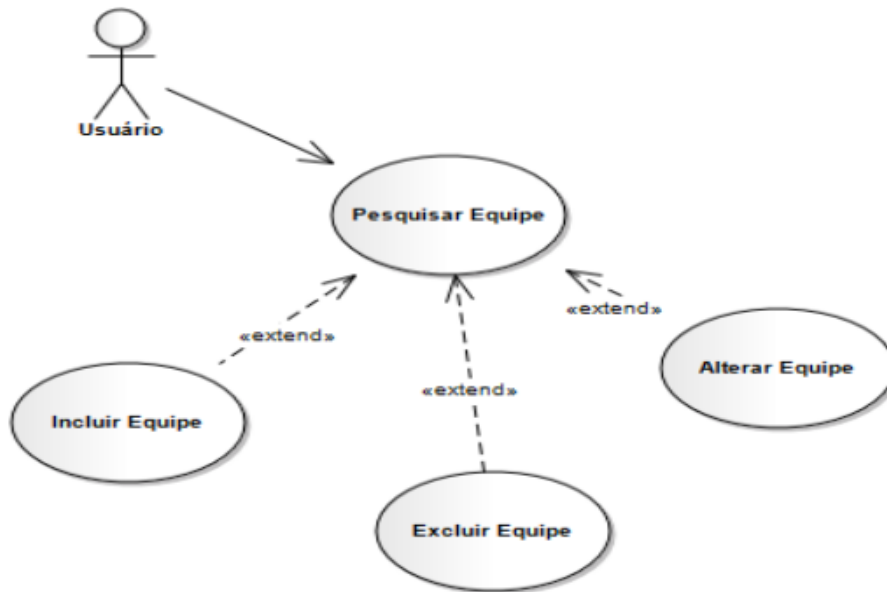 Usuário
Pesquisar Equipe
«extend»
«extend»
Alterar Equipe
«extend»
Incluir Equipe
Excluir Equipe